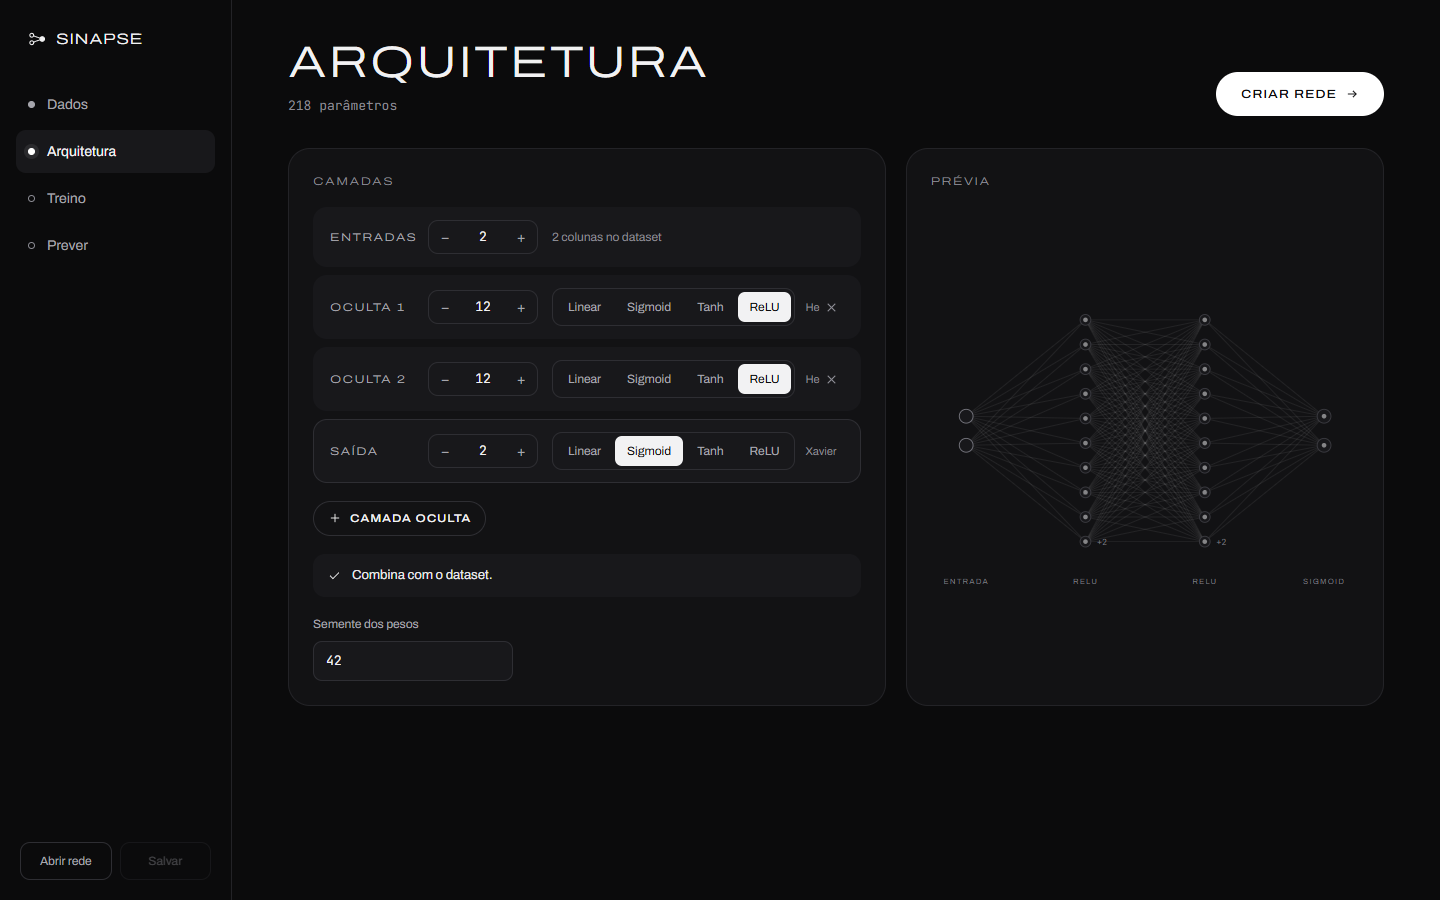 SINAPSE
Dados
Arquitetura
Treino
Prever
Abrir rede
Salvar
ARQUITETURA
218 parâmetros
CRIAR REDE →
CAMADAS
ENTRADAS − 2 + 2 colunas no dataset
OCULTA 1 − 12 + Linear Sigmoid Tanh ReLU He ×
OCULTA 2 − 12 + Linear Sigmoid Tanh ReLU He ×
SAÍDA − 2 + Linear Sigmoid Tanh ReLU Xavier
+ CAMADA OCULTA
✓ Combina com o dataset.
Semente dos pesos
42
PRÉVIA
+2 +2
ENTRADA RELU RELU SIGMOID